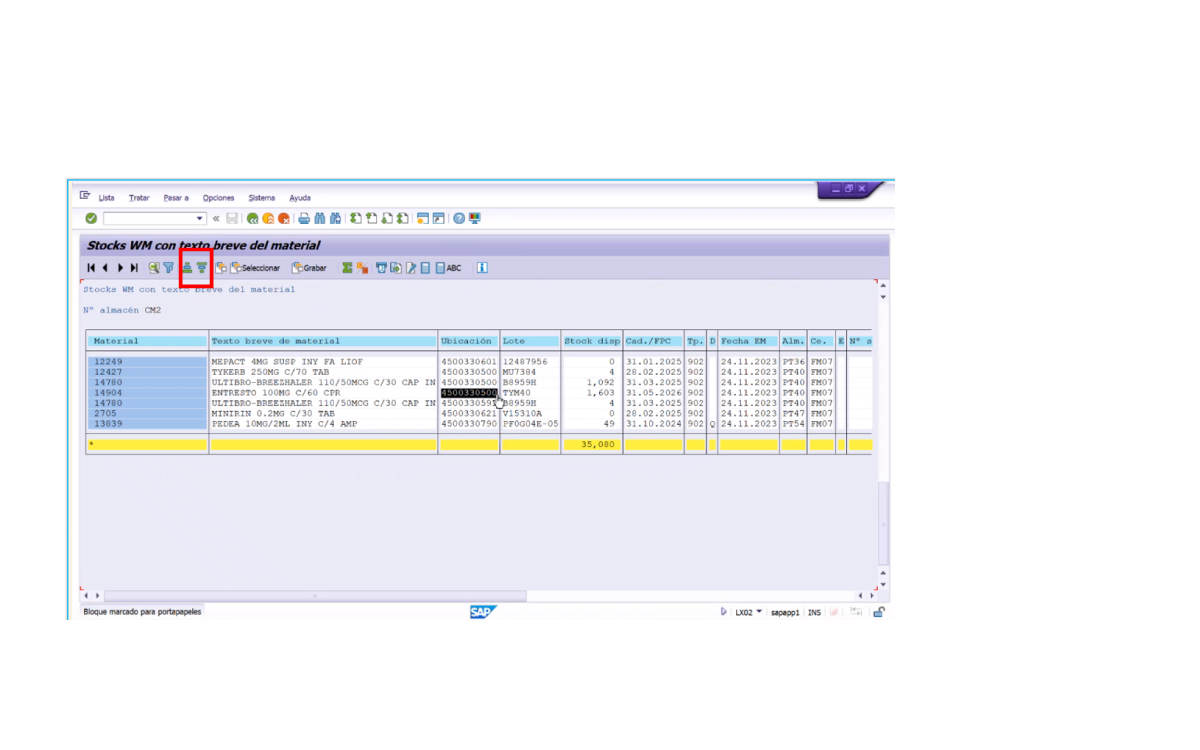 Lista Tratar Pasar a Opciones Sistema Ayuda
Stocks WM con texto breve del material
Seleccionar Grabar ABC
Stocks WM con texto breve del material
N° almacén CM2
Material Texto breve de material Ubicación Lote Stock disp Cad./FPC Tp. D Fecha EM Alm. Ce. E N° s
12249 MEPACT 4MG SUSP INY FA LIOF 4500330601 12487956 0 31.01.2025 902 24.11.2023 PT36 FM07
12427 TYKERB 250MG C/70 TAB 4500330500 MU7384 4 28.02.2025 902 24.11.2023 PT40 FM07
14780 ULTIBRO-BREEZHALER 110/50MCG C/30 CAP IN 4500330500 B8959H 1,092 31.03.2025 902 24.11.2023 PT40 FM07
14904 ENTRESTO 100MG C/60 CPR 4500330500 TYM40 1,603 31.05.2026 902 24.11.2023 PT40 FM07
14780 ULTIBRO-BREEZHALER 110/50MCG C/30 CAP IN 450033059 B8959H 4 31.03.2025 902 24.11.2023 PT40 FM07
2705 MINIRIN 0.2MG C/30 TAB 4500330621 V15310A 0 28.02.2025 902 24.11.2023 PT47 FM07
13839 PEDEA 10MG/2ML INY C/4 AMP 4500330790 PF0G04E-05 49 31.10.2024 902 Q 24.11.2023 PT54 FM07
* 35,080
Bloque marcado para portapapeles SAP LX02 sapapp1 INS